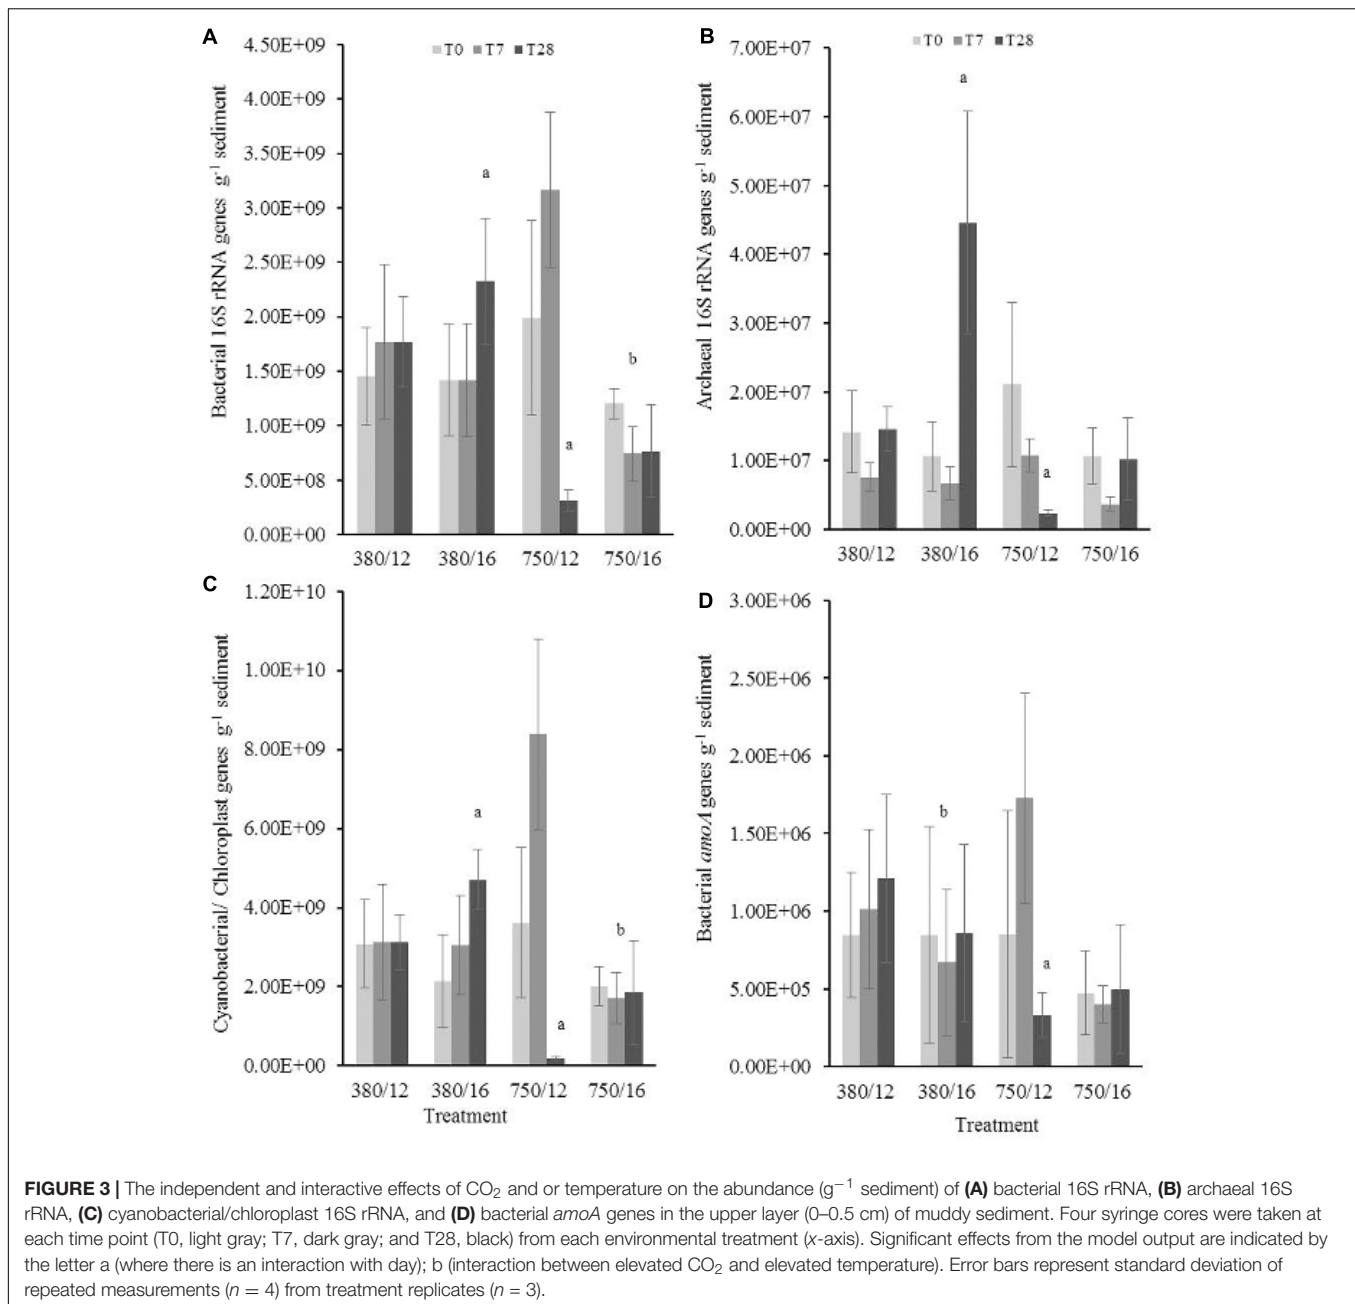 A
4.50E+09
4.00E+09
3.50E+09
3.00E+09
2.50E+09
2.00E+09
1.50E+09
1.00E+09
5.00E+08
0.00E+00
Bacterial 16S rRNA genes g⁻¹ sediment
T0 T7 T28
a
a
b
380/12 380/16 750/12 750/16
B
7.00E+07
6.00E+07
5.00E+07
4.00E+07
3.00E+07
2.00E+07
1.00E+07
0.00E+00
Archaeal 16S rRNA genes g⁻¹ sediment
T0 T7 T28
a
a
380/12 380/16 750/12 750/16
C
1.20E+10
1.00E+10
8.00E+09
6.00E+09
4.00E+09
2.00E+09
0.00E+00
Cyanobacterial/ Chloroplast genes g⁻¹ sediment
a
a
b
380/12 380/16 750/12 750/16
Treatment
D
3.00E+06
2.50E+06
2.00E+06
1.50E+06
1.00E+06
5.00E+05
0.00E+00
Bacterial amoA genes g⁻¹ sediment
b
a
380/12 380/16 750/12 750/16
Treatment
FIGURE 3 | The independent and interactive effects of CO₂ and or temperature on the abundance (g⁻¹ sediment) of (A) bacterial 16S rRNA, (B) archaeal 16S
rRNA, (C) cyanobacterial/chloroplast 16S rRNA, and (D) bacterial amoA genes in the upper layer (0–0.5 cm) of muddy sediment. Four syringe cores were taken at
each time point (T0, light gray; T7, dark gray; and T28, black) from each environmental treatment (x-axis). Significant effects from the model output are indicated by
the letter a (where there is an interaction with day); b (interaction between elevated CO₂ and elevated temperature). Error bars represent standard deviation of
repeated measurements (n = 4) from treatment replicates (n = 3).